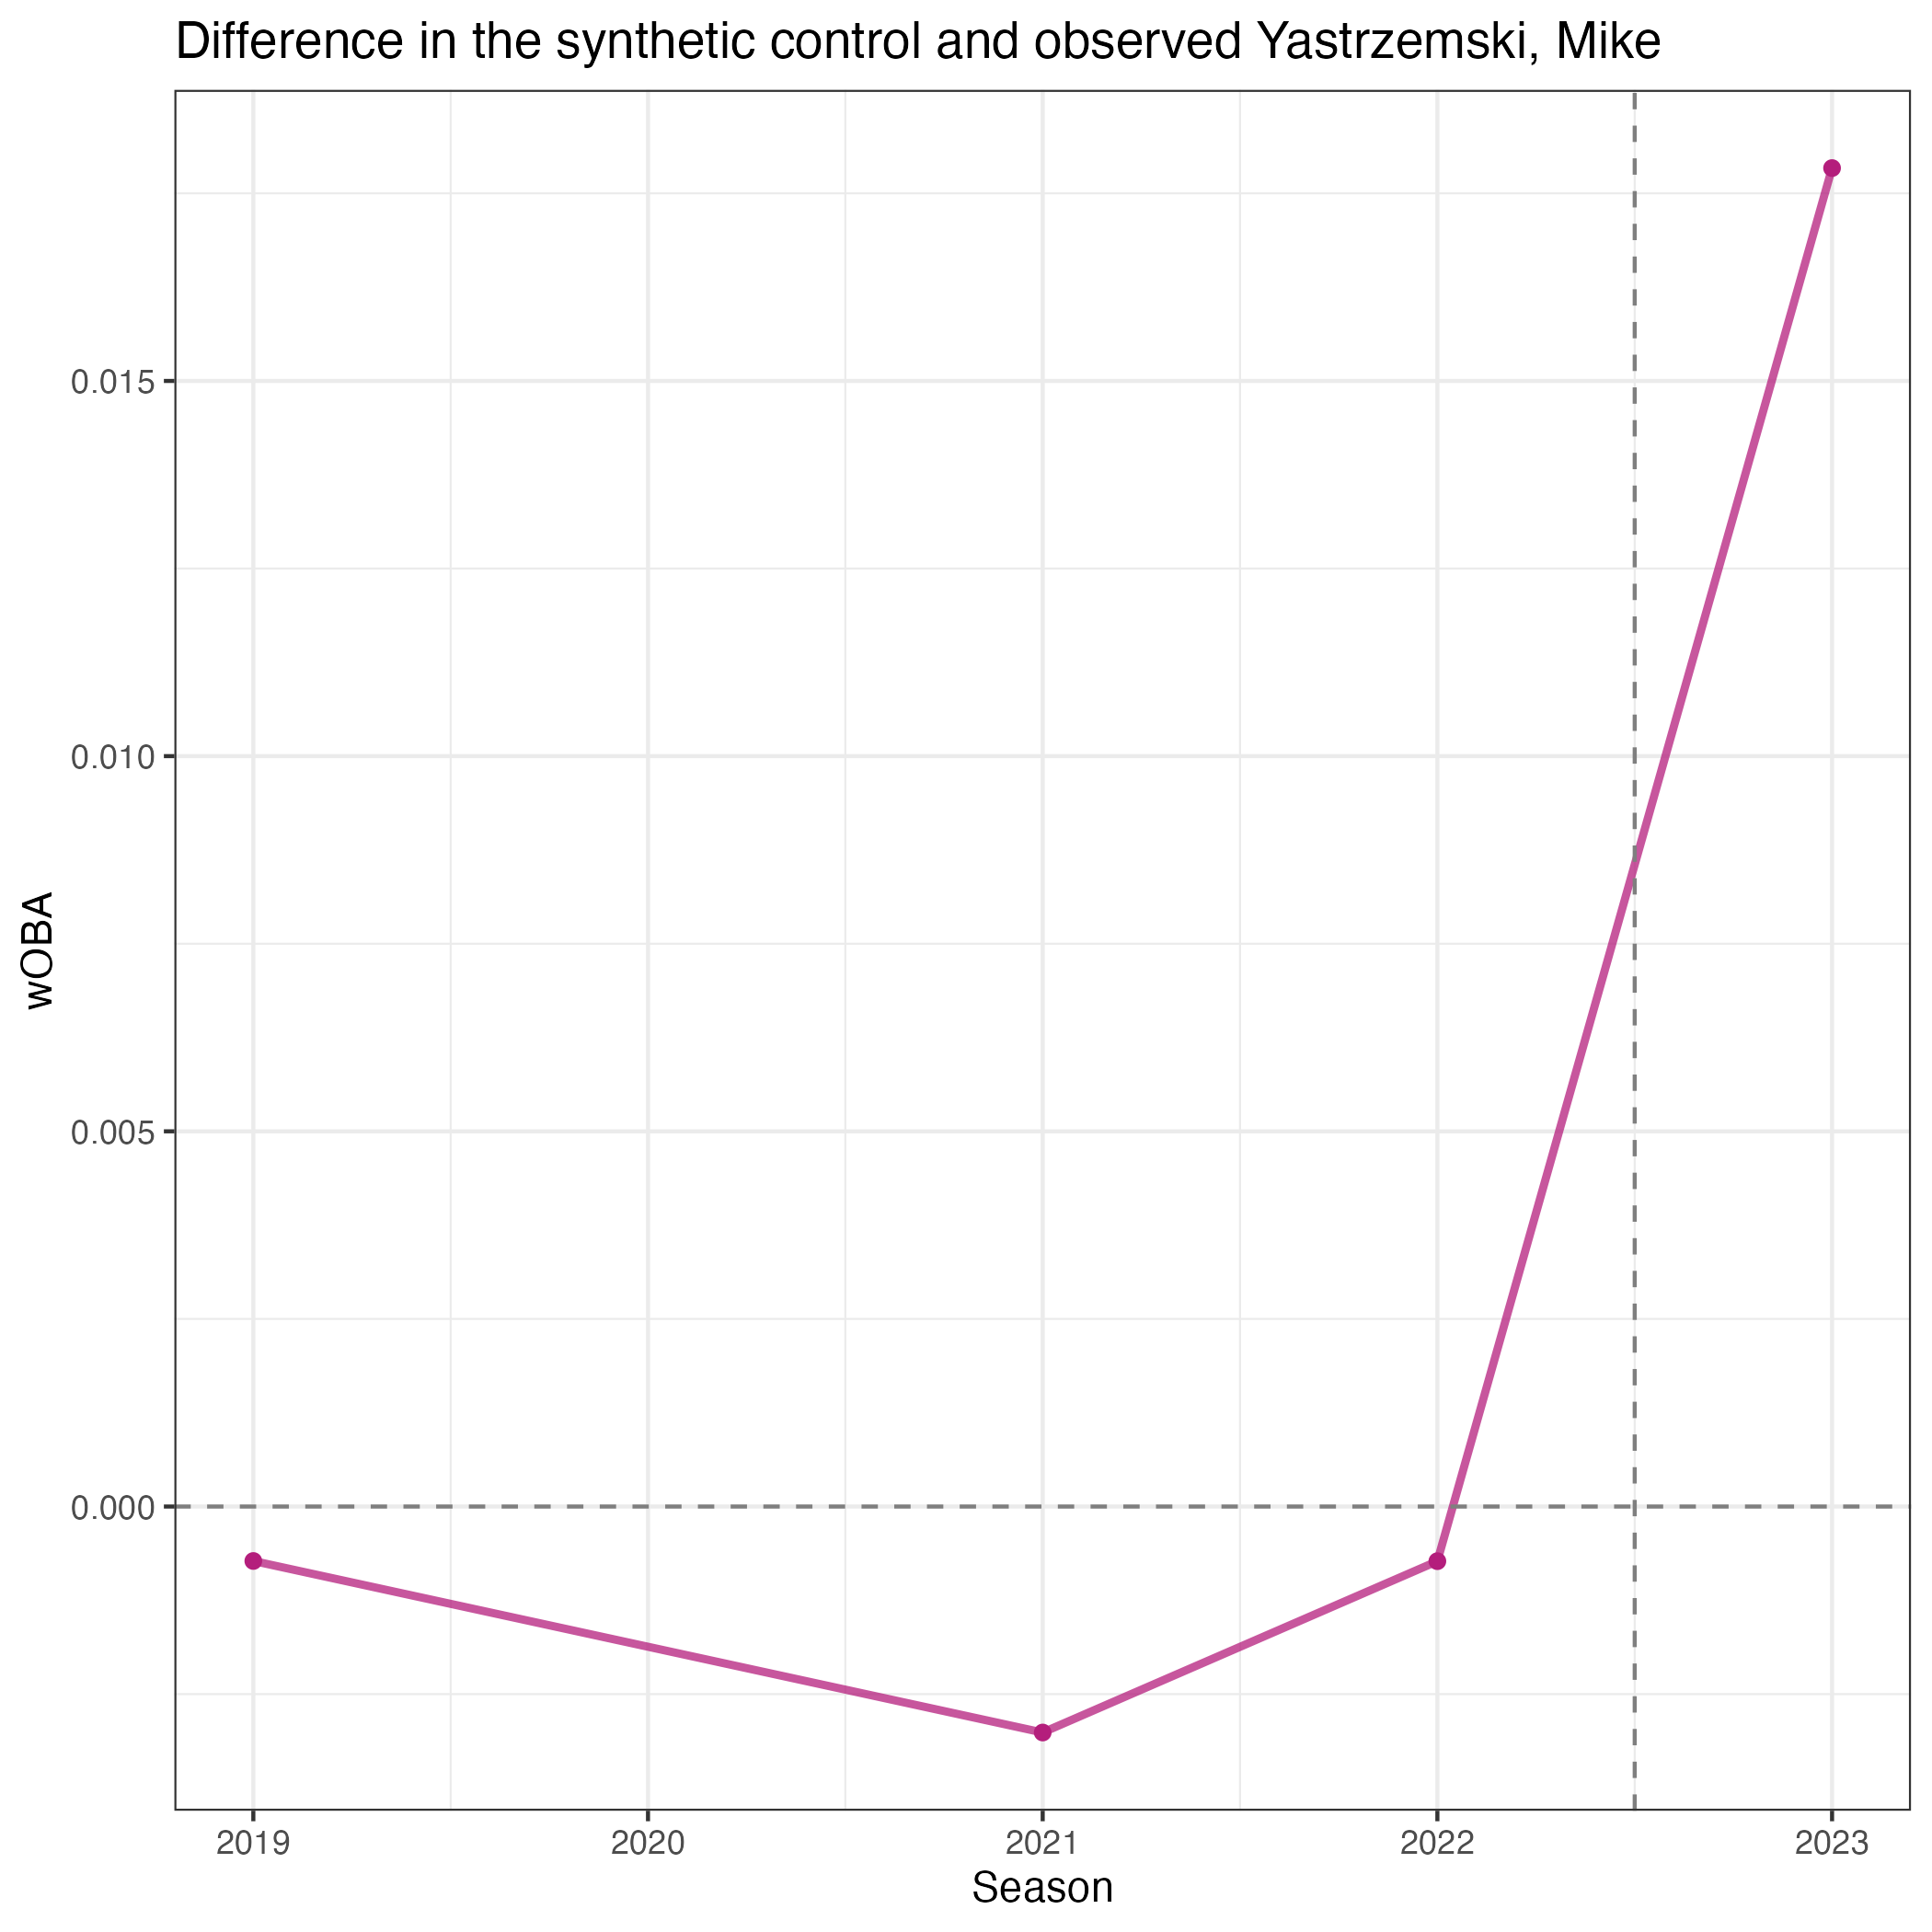 Difference in the synthetic control and observed Yastrzemski, Mike
wOBA
0.015
0.010
0.005
0.000
2019 2020 2021 2022 2023
Season